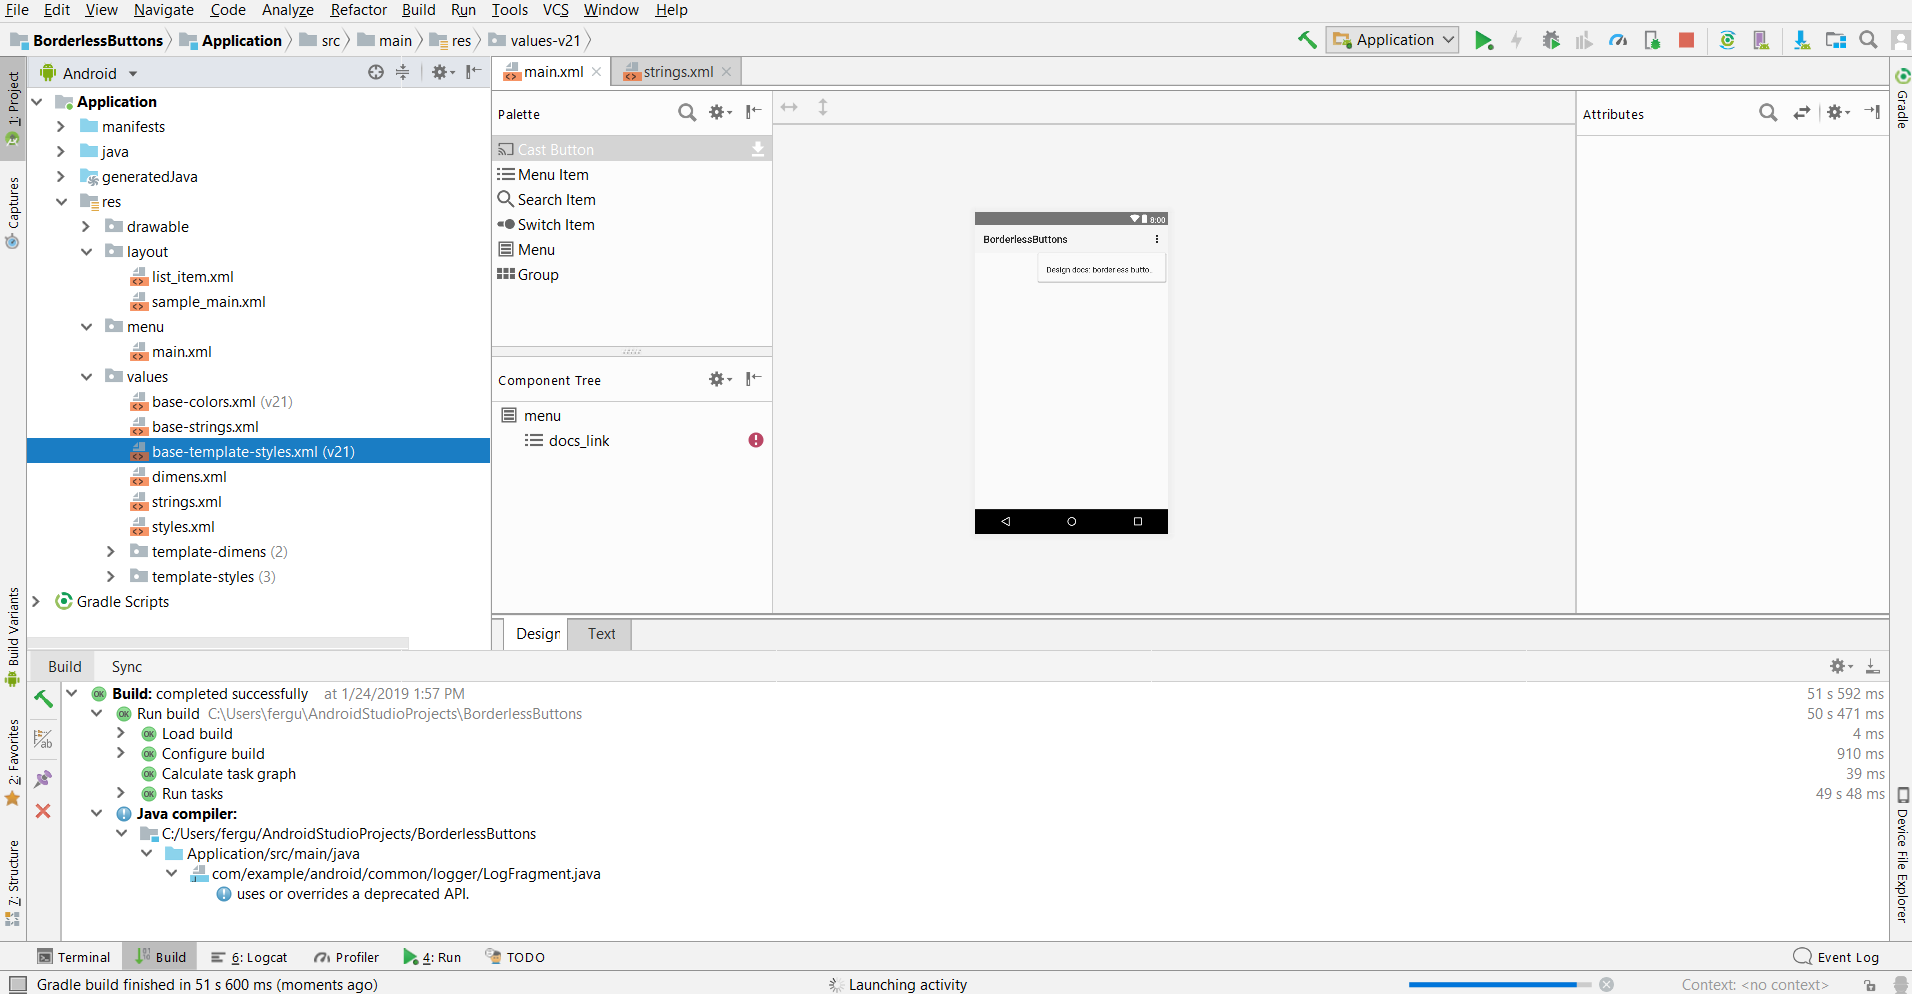 File Edit View Navigate Code Analyze Refactor Build Run Tools VCS Window Help
BorderlessButtons Application src main res values-v21 Application
1: Project
Captures
Build Variants
2: Favorites
7: Structure
Android
Application
manifests
java
generatedJava
res
drawable
layout
list_item.xml
sample_main.xml
menu
main.xml
values
base-colors.xml (v21)
base-strings.xml
base-template-styles.xml (v21)
dimens.xml
strings.xml
styles.xml
template-dimens (2)
template-styles (3)
Gradle Scripts
main.xml strings.xml
Palette
Cast Button
Menu Item
Search Item
Switch Item
Menu
Group
Component Tree
menu
docs_link
8:00
BorderlessButtons
Design docs: borderless butto..
Attributes
Gradle
Device File Explorer
Design Text
Build Sync
Build: completed successfully at 1/24/2019 1:57 PM 51 s 592 ms
Run build C:\Users\fergu\AndroidStudioProjects\BorderlessButtons 50 s 471 ms
Load build 4 ms
Configure build 910 ms
Calculate task graph 39 ms
Run tasks 49 s 48 ms
Java compiler:
C:/Users/fergu/AndroidStudioProjects/BorderlessButtons
Application/src/main/java
com/example/android/common/logger/LogFragment.java
uses or overrides a deprecated API.
Terminal Build 6: Logcat Profiler 4: Run TODO Event Log
Gradle build finished in 51 s 600 ms (moments ago) Launching activity Context: <no context>